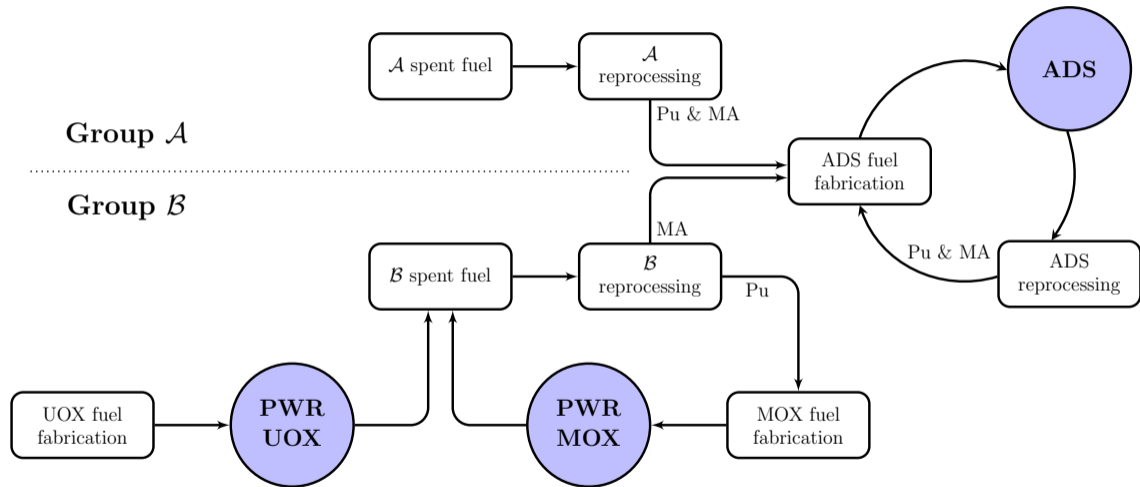 𝒜 spent fuel
𝒜
reprocessing
ADS
Pu & MA
Group 𝒜
ADS fuel
fabrication
Group ℬ
MA
Pu & MA
ℬ spent fuel
ℬ
reprocessing
ADS
reprocessing
Pu
UOX fuel
fabrication
PWR
UOX
PWR
MOX
MOX fuel
fabrication